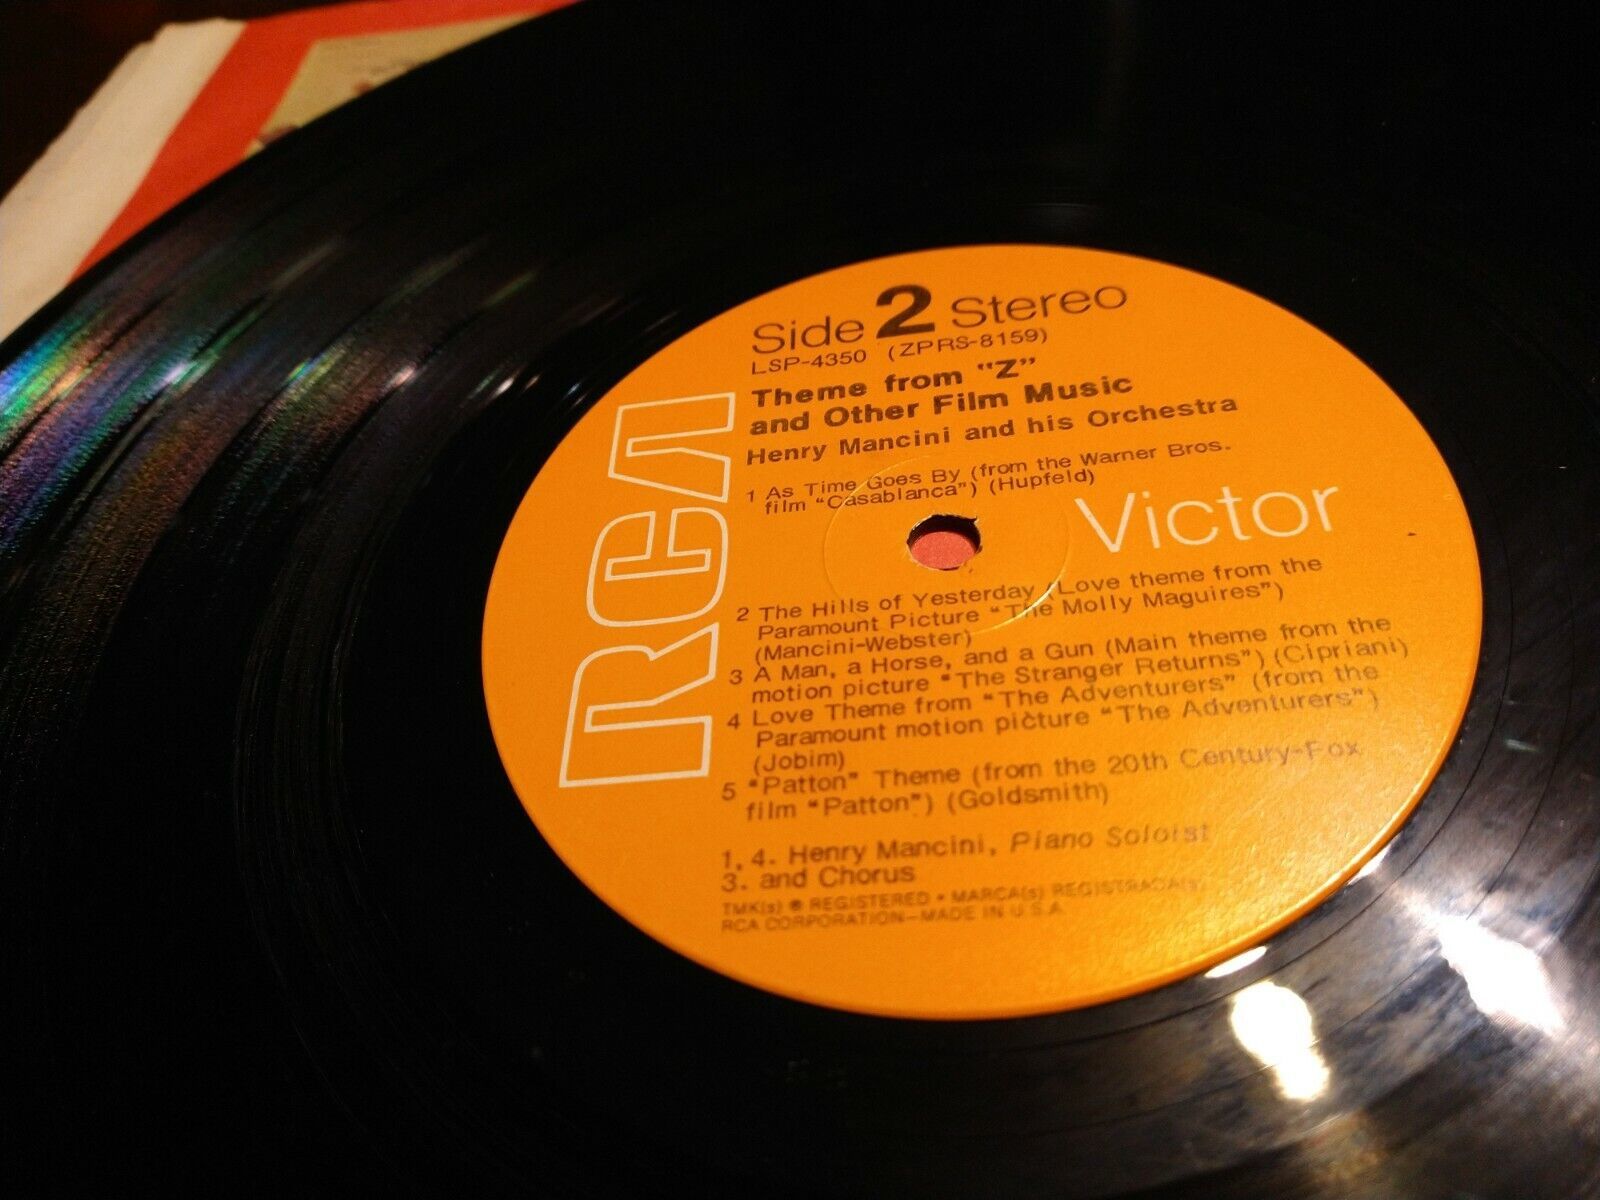 Side 2 Stereo
LSP-4350 (ZPRS-8159)
Theme from "Z"
and Other Film Music
Henry Mancini and his Orchestra
1 As Time Goes By (from the Warner Bros.
film "Casablanca") (Hupfeld)
RCA
Victor
2 The Hills of Yesterday (Love theme from the
Paramount Picture "The Molly Maguires")
(Mancini-Webster)
3 A Man, a Horse, and a Gun (Main theme from the
motion picture "The Stranger Returns") (Cipriani)
4 Love Theme from "The Adventurers" (from the
Paramount motion picture "The Adventurers")
(Jobim)
5 "Patton" Theme (from the 20th Century-Fox
film "Patton") (Goldsmith)
1, 4. Henry Mancini, Piano Soloist
3. and Chorus
TMK(s) ® REGISTERED • MARCA(s) REGISTRADA(s)
RCA CORPORATION—MADE IN U.S.A.